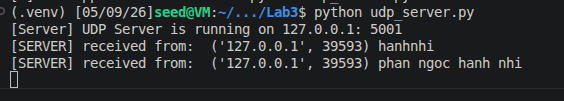 (.venv) [05/09/26]seed@VM:~/.../Lab3$ python udp_server.py
[Server] UDP Server is running on 127.0.0.1: 5001
[SERVER] received from:  ('127.0.0.1', 39593) hanhnhi
[SERVER] received from:  ('127.0.0.1', 39593) phan ngoc hanh nhi